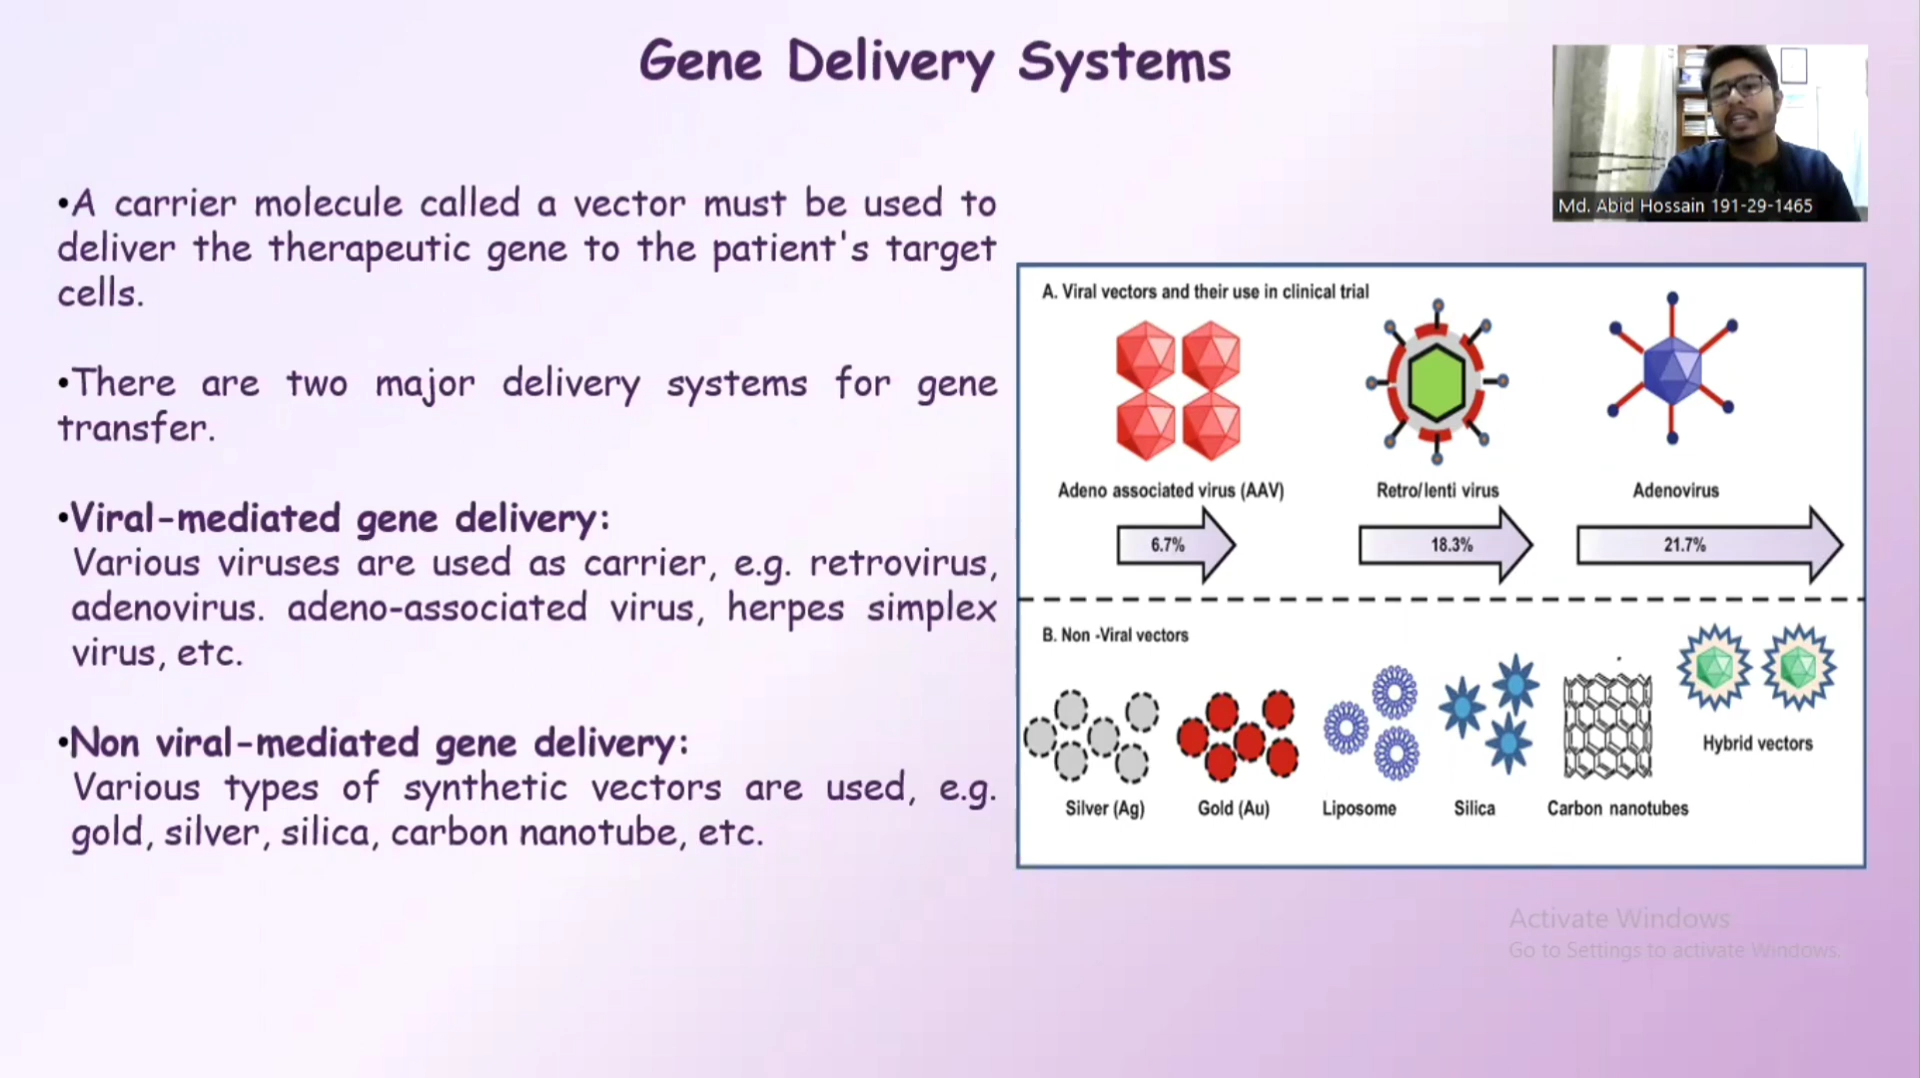 Gene Delivery Systems
Md. Abid Hossain 191-29-1465
•A carrier molecule called a vector must be used to
deliver the therapeutic gene to the patient's target
cells.
•There are two major delivery systems for gene
transfer.
•Viral-mediated gene delivery:
Various viruses are used as carrier, e.g. retrovirus,
adenovirus. adeno-associated virus, herpes simplex
virus, etc.
•Non viral-mediated gene delivery:
Various types of synthetic vectors are used, e.g.
gold, silver, silica, carbon nanotube, etc.
A. Viral vectors and their use in clinical trial
Adeno associated virus (AAV) Retro/lenti virus Adenovirus
6.7% 18.3% 21.7%
B. Non -Viral vectors
Hybrid vectors
Silver (Ag) Gold (Au) Liposome Silica Carbon nanotubes
Activate Windows
Go to Settings to activate Windows.